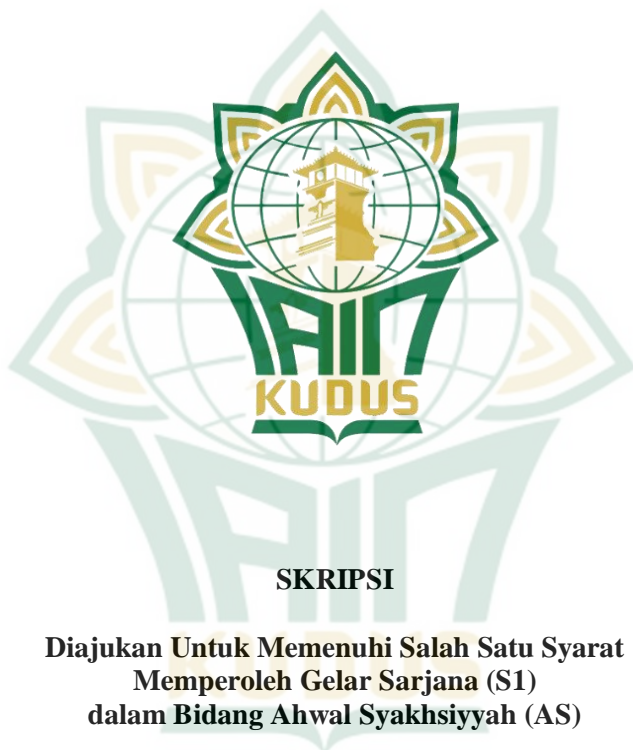 IAIN
KUDUS
SKRIPSI
Diajukan Untuk Memenuhi Salah Satu Syarat
Memperoleh Gelar Sarjana (S1)
dalam Bidang Ahwal Syakhsiyyah (AS)